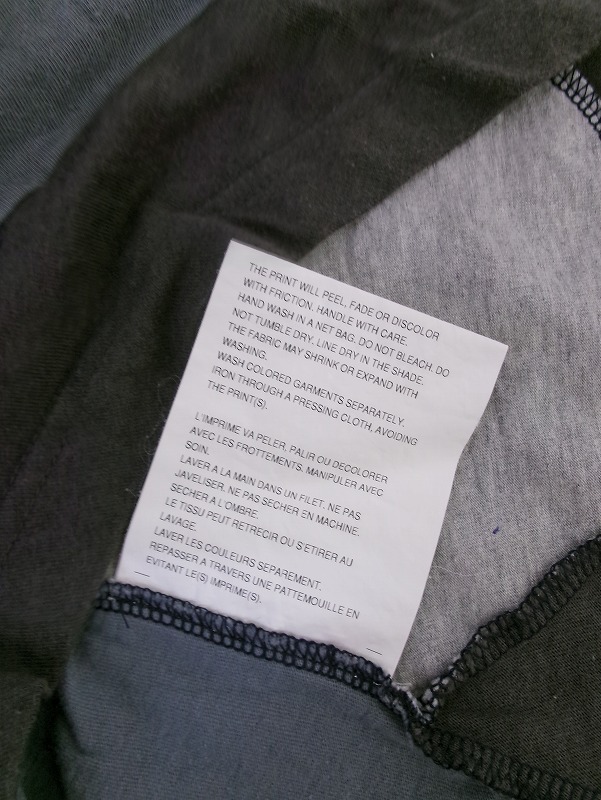 THE PRINT WILL PEEL, FADE OR DISCOLOR
WITH FRICTION. HANDLE WITH CARE.
HAND WASH IN A NET BAG. DO NOT BLEACH. DO
NOT TUMBLE DRY. LINE DRY IN THE SHADE.
THE FABRIC MAY SHRINK OR EXPAND WITH
WASHING.
WASH COLORED GARMENTS SEPARATELY.
IRON THROUGH A PRESSING CLOTH, AVOIDING
THE PRINT(S).
L'IMPRIME VA PELER, PALIR OU DECOLORER
AVEC LES FROTTEMENTS. MANIPULER AVEC
SOIN.
LAVER A LA MAIN DANS UN FILET. NE PAS
JAVELISER. NE PAS SECHER EN MACHINE.
SECHER A L'OMBRE.
LE TISSU PEUT RETRECIR OU S'ETIRER AU
LAVAGE.
LAVER LES COULEURS SEPAREMENT.
REPASSER A TRAVERS UNE PATTEMOUILLE EN
EVITANT LE(S) IMPRIME(S).